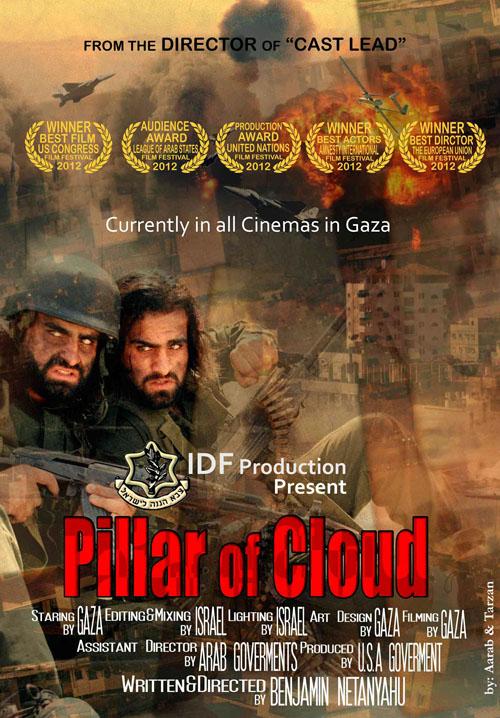 FROM THE DIRECTOR OF “CAST LEAD”
WINNER
BEST FILM
US CONGRESS
FILM FESTIVAL
2012
AUDIENCE
AWARD
LEAGUE OF ARAB STATES
FILM FESTIVAL
2012
PRODUCTION
AWARD
UNITED NATIONS
FILM FESTIVAL
2012
WINNER
BEST ACTORS
AMNESTY INTERNATIONAL
FILM FESTIVAL
2012
WINNER
BEST DIRCTOR
THE EUROPEAN UNION
FILM FESTIVAL
2012
Currently in all Cinemas in Gaza
צבא הגנה לישראל
IDF Production
Present
Pillar of Cloud
STARING BY GAZA EDITING&MIXING BY ISRAEL LIGHTING BY ISRAEL ART DESIGN BY GAZA FILMING BY GAZA
ASSISTANT DIRECTOR BY ARAB GOVERMENTS PRODUCED BY U.S.A GOVERMENT
WRITTEN&DIRECTED BY BENJAMIN NETANYAHU
by: Aarab & Tarzan